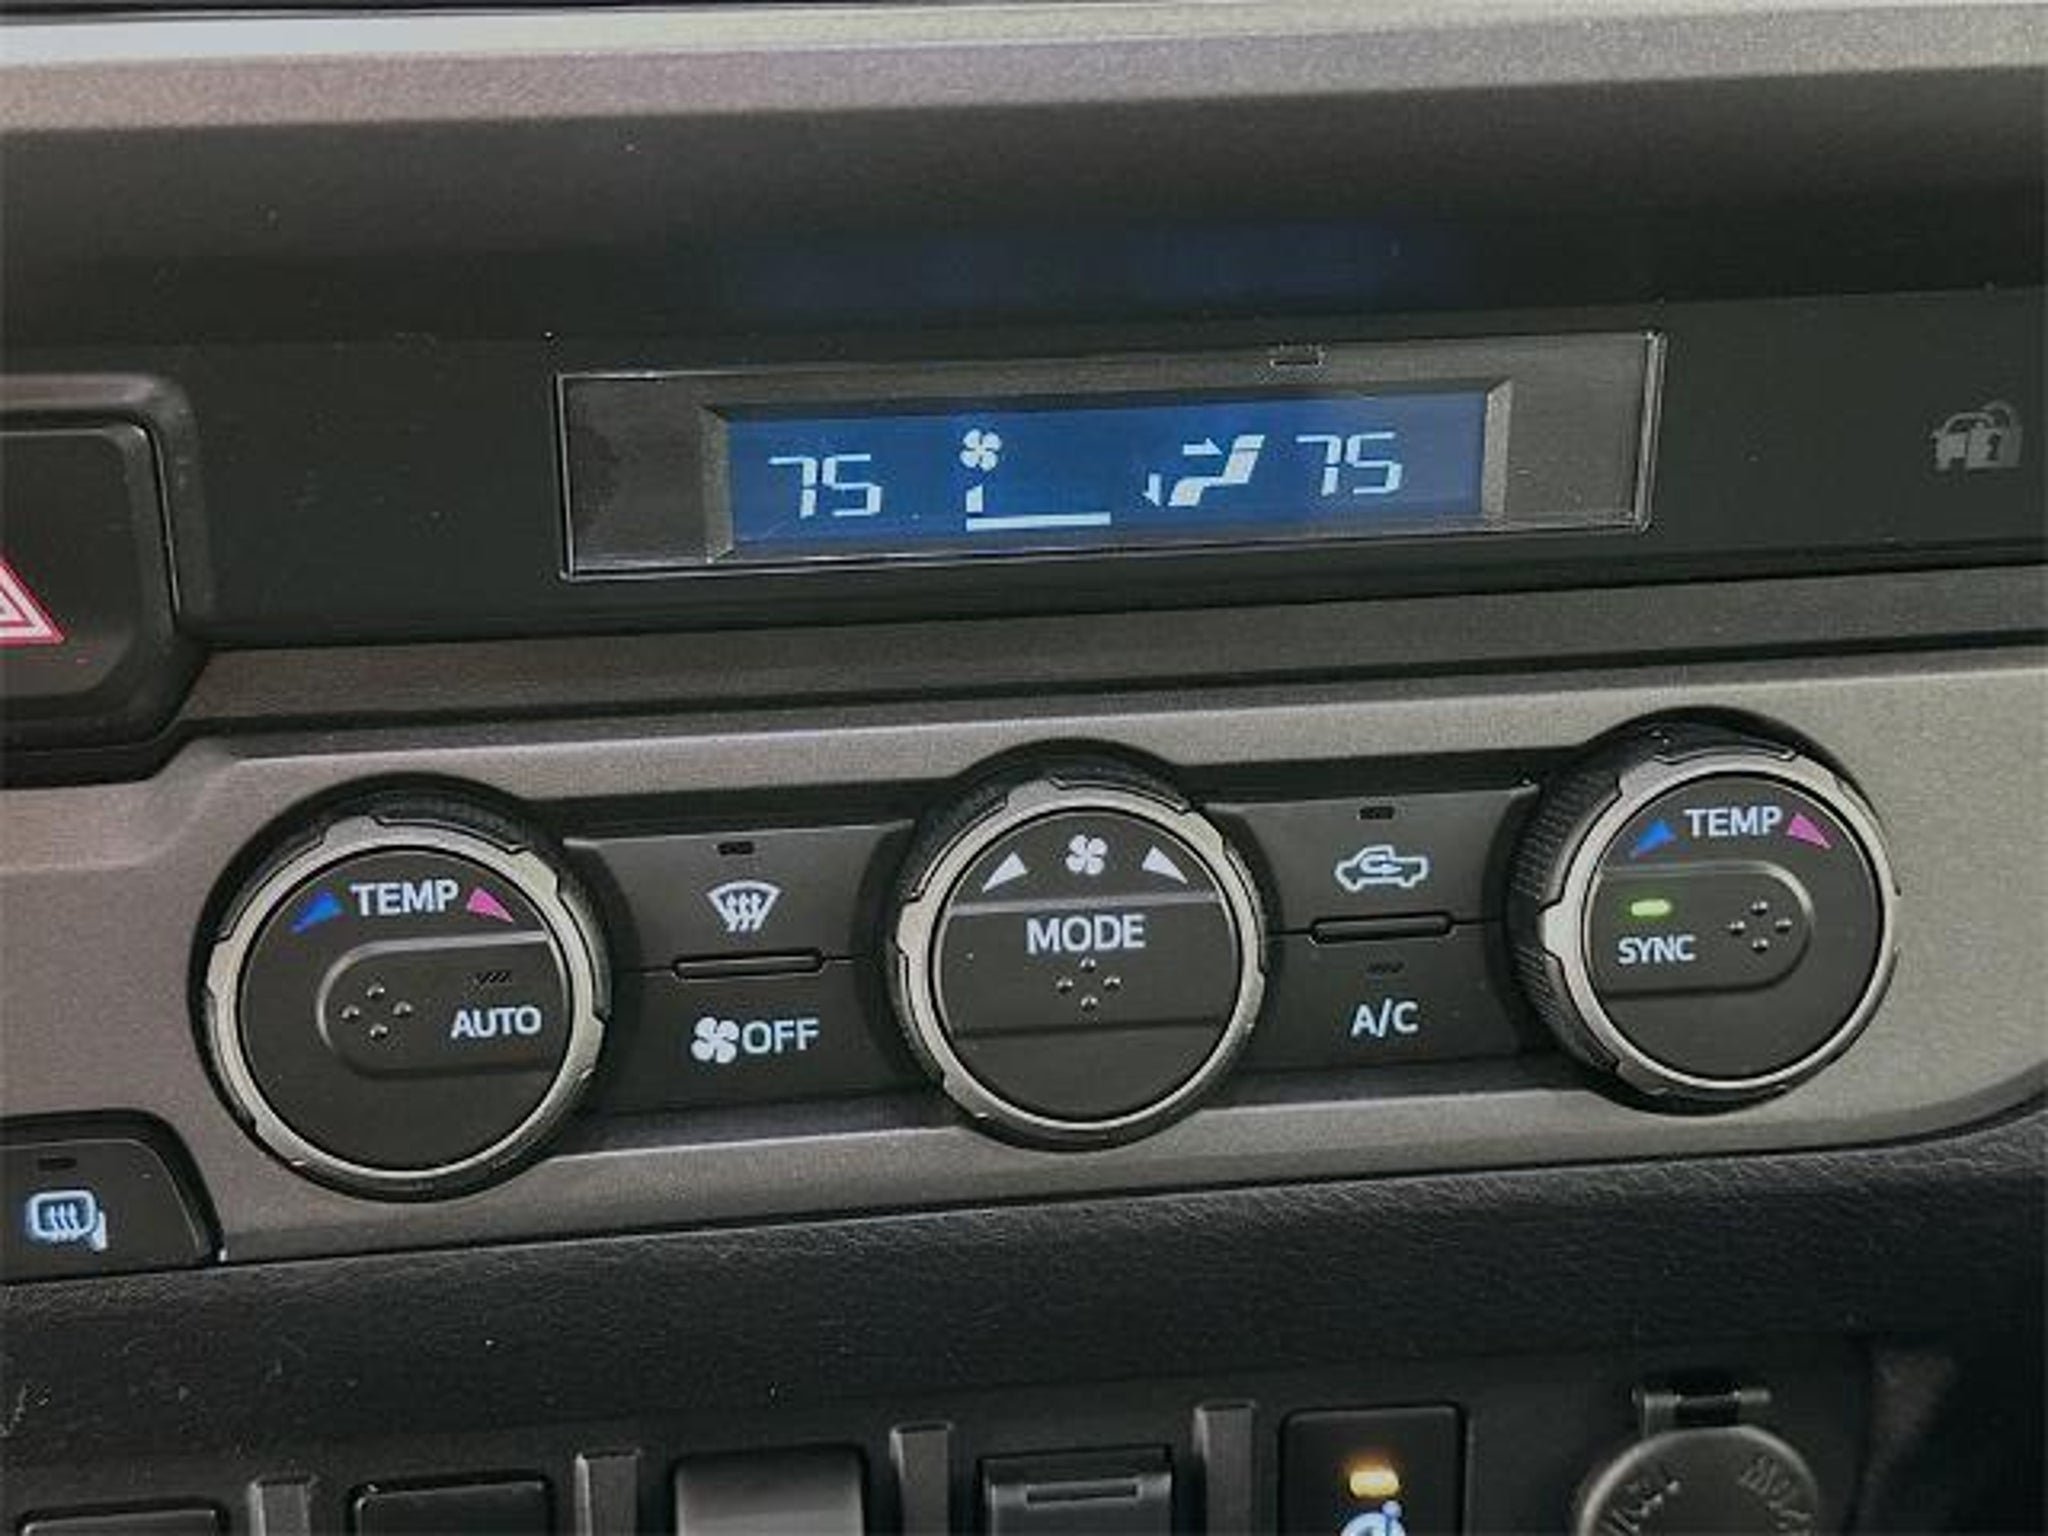 75 75
TEMP
AUTO
OFF
MODE
A/C
TEMP
SYNC